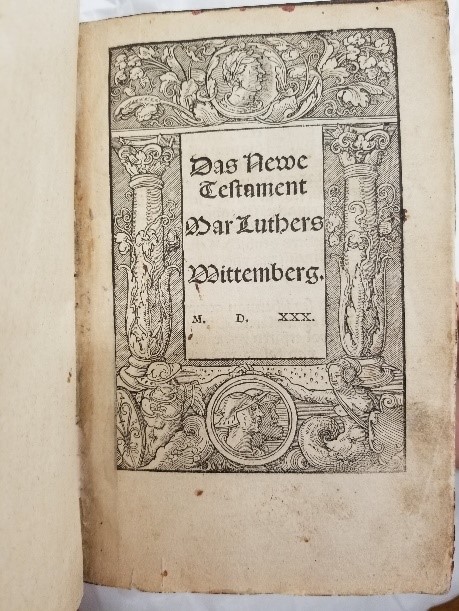 Das Newe
Testament
Mar Luthers
Wittemberg.
M. D. XXX.